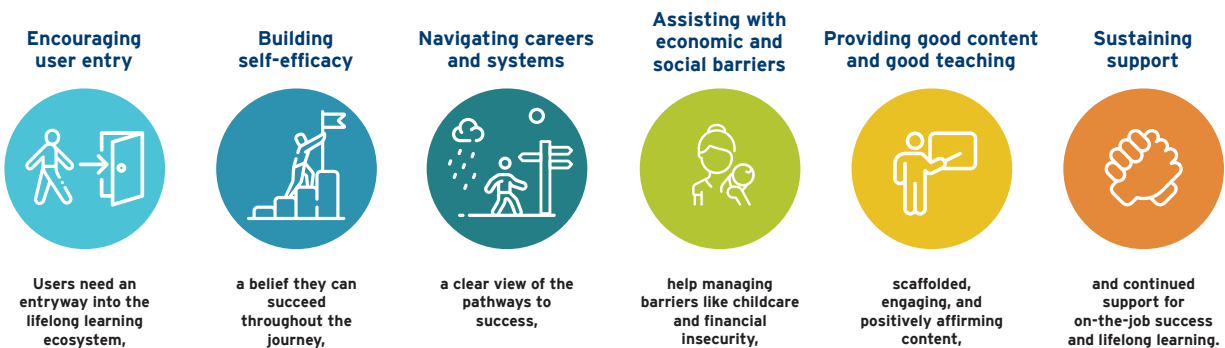 Encouraging
user entry
Building
self-efficacy
Navigating careers
and systems
Assisting with
economic and
social barriers
Providing good content
and good teaching
Sustaining
support
Users need an
entryway into the
lifelong learning
ecosystem,
a belief they can
succeed
throughout the
journey,
a clear view of the
pathways to
success,
help managing
barriers like childcare
and financial
insecurity,
scaffolded,
engaging, and
positively affirming
content,
and continued
support for
on-the-job success
and lifelong learning.